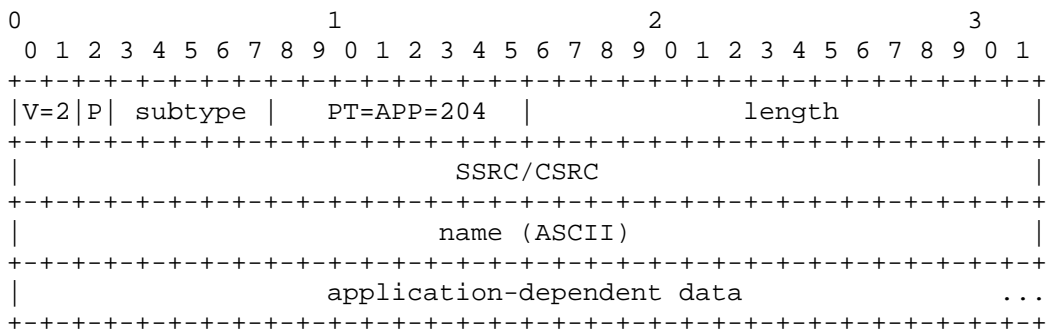 0                   1                   2                   3
 0 1 2 3 4 5 6 7 8 9 0 1 2 3 4 5 6 7 8 9 0 1 2 3 4 5 6 7 8 9 0 1
+-+-+-+-+-+-+-+-+-+-+-+-+-+-+-+-+-+-+-+-+-+-+-+-+-+-+-+-+-+-+-+-+
|V=2|P| subtype |   PT=APP=204  |             length            |
+-+-+-+-+-+-+-+-+-+-+-+-+-+-+-+-+-+-+-+-+-+-+-+-+-+-+-+-+-+-+-+-+
|                           SSRC/CSRC                           |
+-+-+-+-+-+-+-+-+-+-+-+-+-+-+-+-+-+-+-+-+-+-+-+-+-+-+-+-+-+-+-+-+
|                          name (ASCII)                         |
+-+-+-+-+-+-+-+-+-+-+-+-+-+-+-+-+-+-+-+-+-+-+-+-+-+-+-+-+-+-+-+-+
|                   application-dependent data                ...
+-+-+-+-+-+-+-+-+-+-+-+-+-+-+-+-+-+-+-+-+-+-+-+-+-+-+-+-+-+-+-+-+